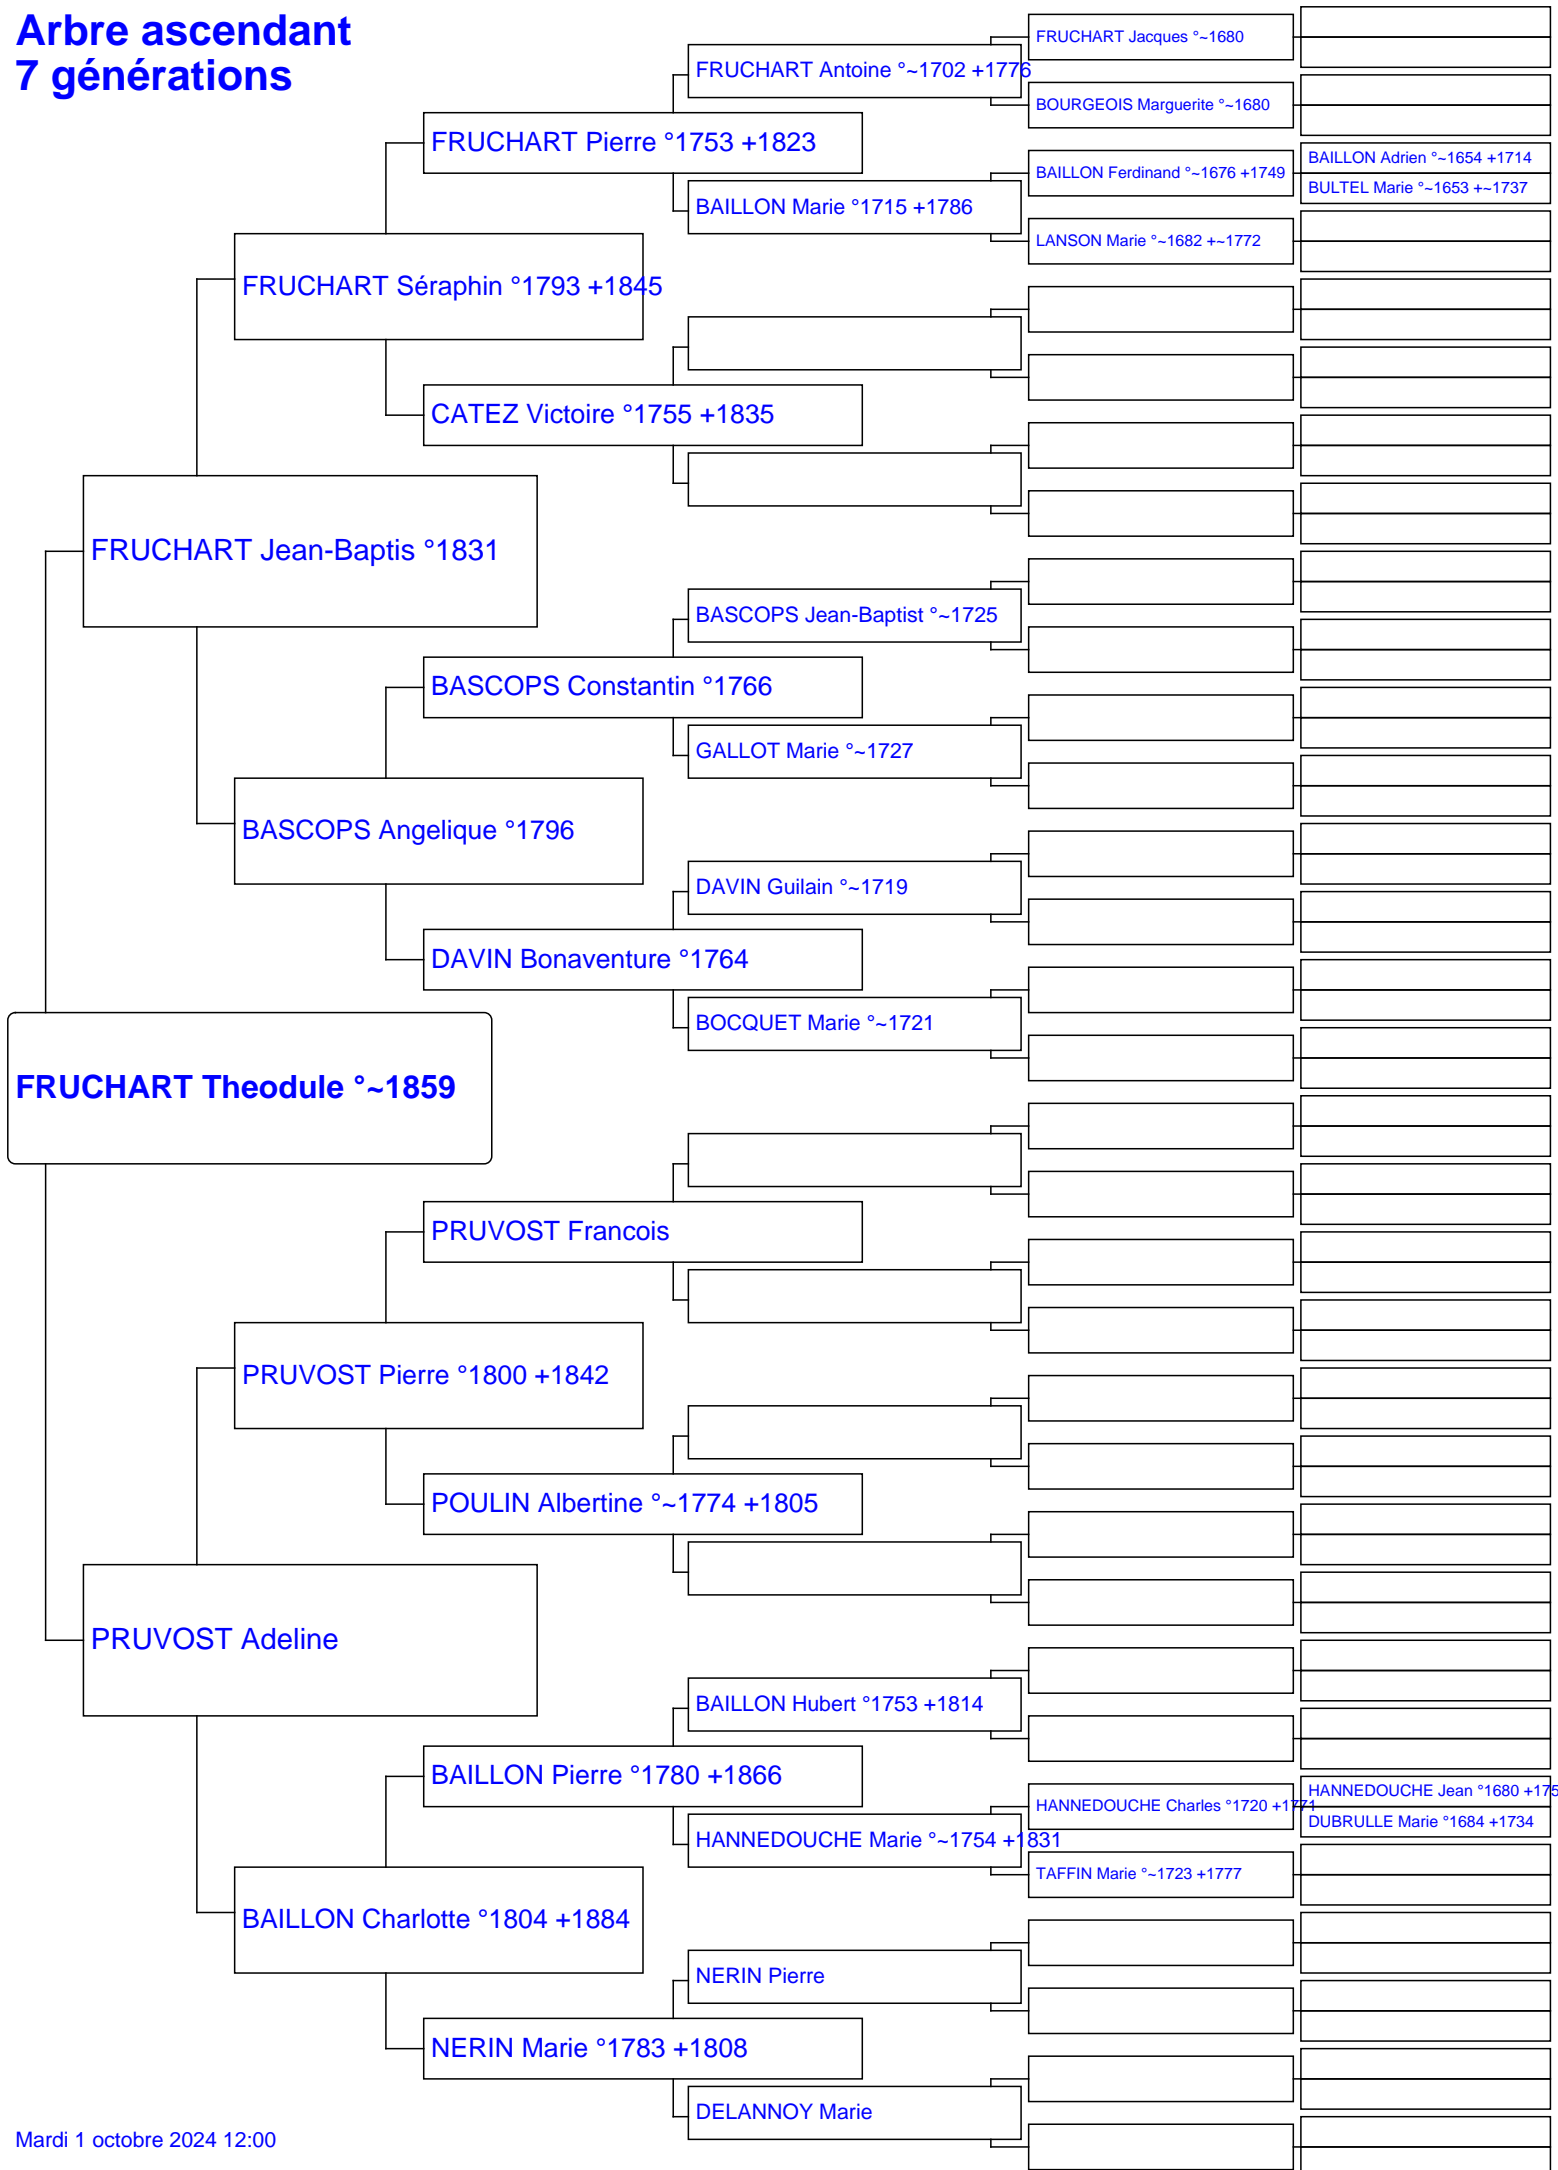 Arbre ascendant
7 générations
FRUCHART Jacques °~1680
FRUCHART Antoine °~1702 +1776
BOURGEOIS Marguerite °~1680
FRUCHART Pierre °1753 +1823
BAILLON Adrien °~1654 +1714
BAILLON Ferdinand °~1676 +1749
BULTEL Marie °~1653 +~1737
BAILLON Marie °1715 +1786
LANSON Marie °~1682 +~1772
FRUCHART Séraphin °1793 +1845
CATEZ Victoire °1755 +1835
FRUCHART Jean-Baptis °1831
BASCOPS Jean-Baptist °~1725
BASCOPS Constantin °1766
GALLOT Marie °~1727
BASCOPS Angelique °1796
DAVIN Guilain °~1719
DAVIN Bonaventure °1764
BOCQUET Marie °~1721
FRUCHART Theodule °~1859
PRUVOST Francois
PRUVOST Pierre °1800 +1842
POULIN Albertine °~1774 +1805
PRUVOST Adeline
BAILLON Hubert °1753 +1814
BAILLON Pierre °1780 +1866
HANNEDOUCHE Jean °1680 +175
HANNEDOUCHE Charles °1720 +1771
DUBRULLE Marie °1684 +1734
HANNEDOUCHE Marie °~1754 +1831
TAFFIN Marie °~1723 +1777
BAILLON Charlotte °1804 +1884
NERIN Pierre
NERIN Marie °1783 +1808
DELANNOY Marie
Mardi 1 octobre 2024 12:00